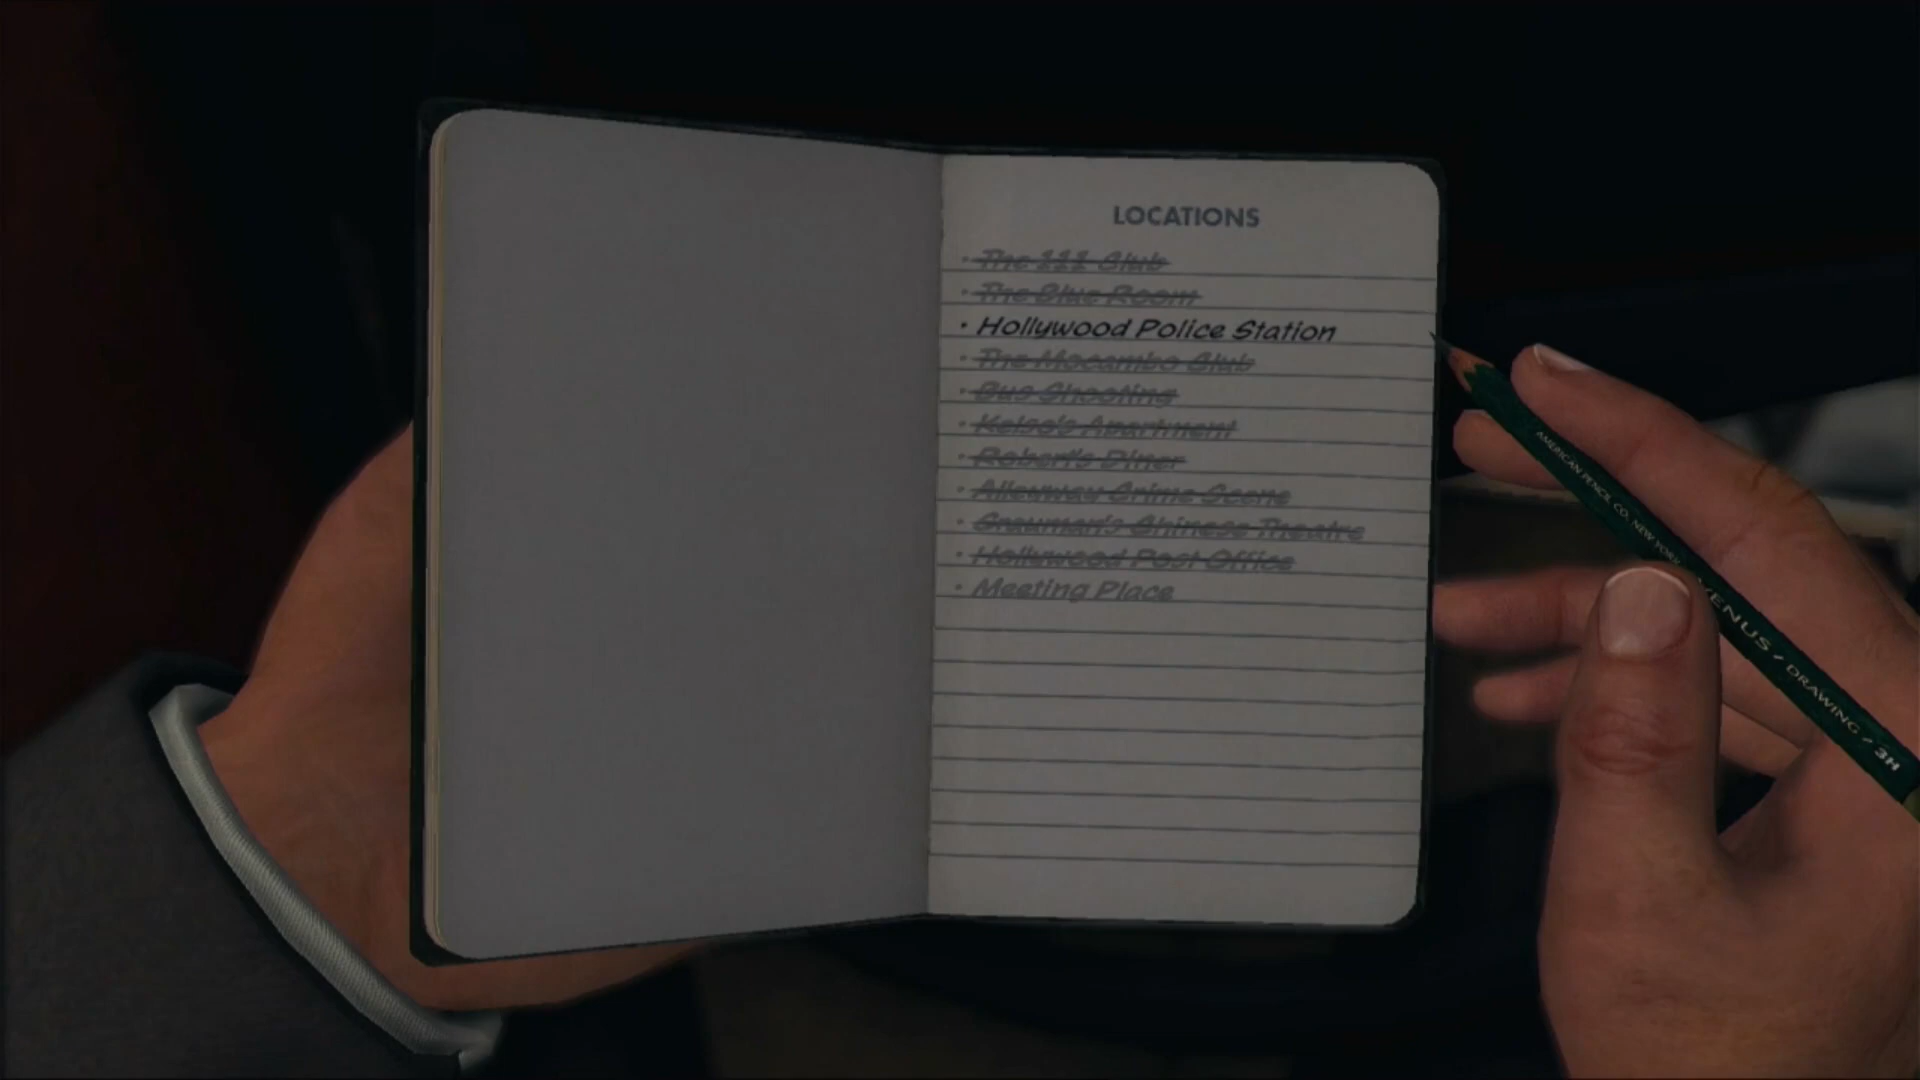 LOCATIONS
· The 111 Club
· The Blue Room
· Hollywood Police Station
· The Mocambo Club
· Bus Shooting
· Kelso's Apartment
· Robert's Diner
· Alleyway Crime Scene
· Grauman's Chinese Theatre
· Hollywood Post Office
· Meeting Place
AMERICAN PENCIL CO. NEW YORK VENUS / DRAWING / 3H